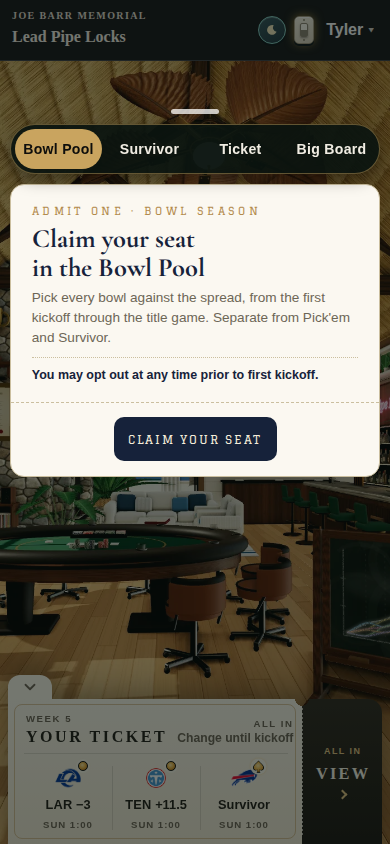 JOE BARR MEMORIAL
Lead Pipe Locks
Tyler
Bowl Pool
Survivor
Ticket
Big Board
ADMIT ONE · BOWL SEASON
Claim your seat
in the Bowl Pool
Pick every bowl against the spread, from the first
kickoff through the title game. Separate from Pick'em
and Survivor.
You may opt out at any time prior to first kickoff.
CLAIM YOUR SEAT
WEEK 5
YOUR TICKET
ALL IN
Change until kickoff
LAR −3
SUN 1:00
TEN +11.5
SUN 1:00
Survivor
SUN 1:00
ALL IN
VIEW